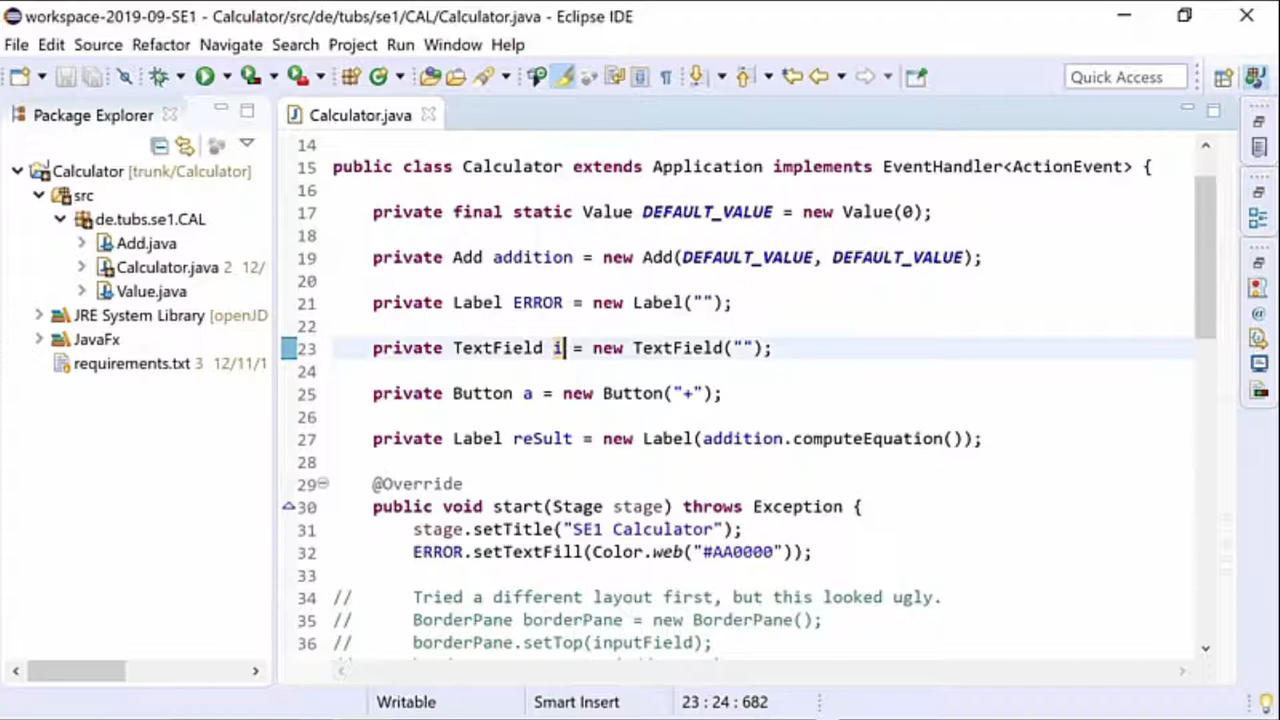 workspace-2019-09-SE1 - Calculator/src/de/tubs/se1/CAL/Calculator.java - Eclipse IDE
File Edit Source Refactor Navigate Search Project Run Window Help
Quick Access
Package Explorer
Calculator [trunk/Calculator]
src
de.tubs.se1.CAL
Add.java
Calculator.java 2 12/
Value.java
JRE System Library [openJD
JavaFx
requirements.txt 3 12/11/1
Calculator.java
14
15 public class Calculator extends Application implements EventHandler<ActionEvent> {
16
17 private final static Value DEFAULT_VALUE = new Value(0);
18
19 private Add addition = new Add(DEFAULT_VALUE, DEFAULT_VALUE);
20
21 private Label ERROR = new Label("");
22
23 private TextField i = new TextField("");
24
25 private Button a = new Button("+");
26
27 private Label reSult = new Label(addition.computeEquation());
28
29 @Override
30 public void start(Stage stage) throws Exception {
31 stage.setTitle("SE1 Calculator");
32 ERROR.setTextFill(Color.web("#AA0000"));
33
34 // Tried a different layout first, but this looked ugly.
35 // BorderPane borderPane = new BorderPane();
36 // borderPane.setTop(inputField);
Writable Smart Insert 23 : 24 : 682